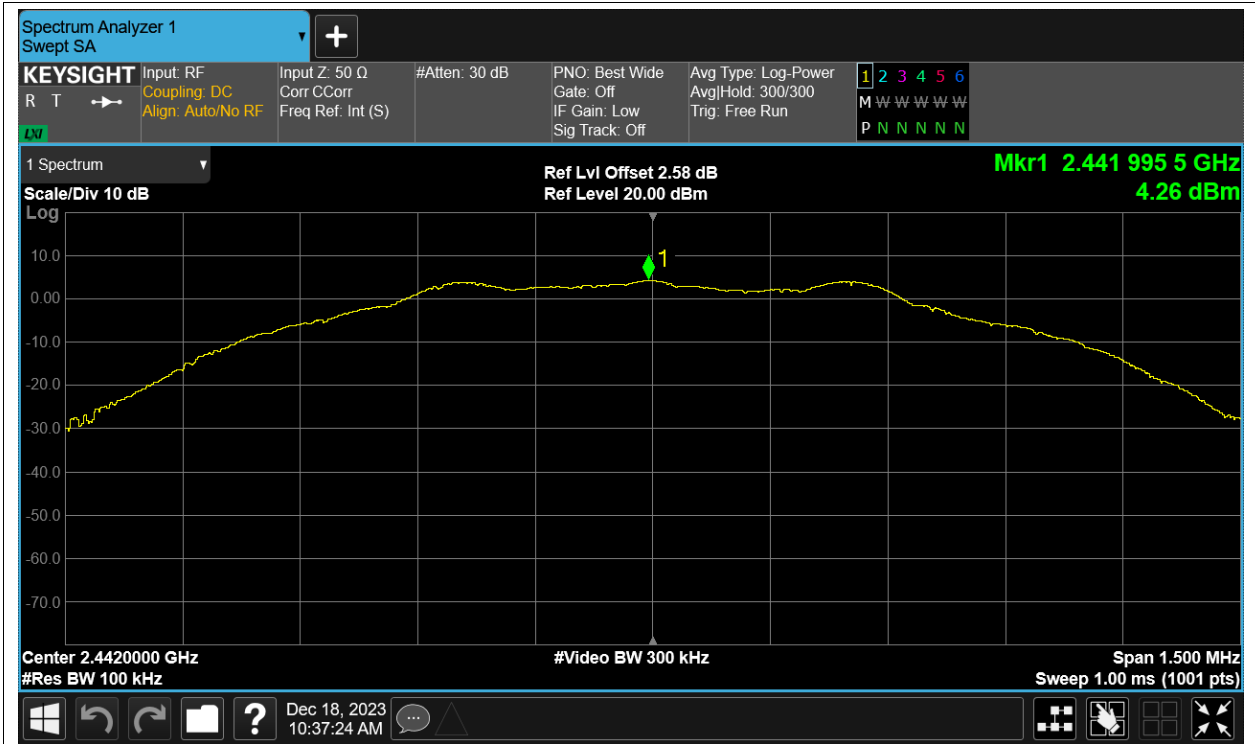 Spectrum Analyzer 1
Swept SA
+
KEYSIGHT
R T
LXI
Input: RF
Coupling: DC
Align: Auto/No RF
Input Z: 50 Ω
Corr CCorr
Freq Ref: Int (S)
#Atten: 30 dB
PNO: Best Wide
Gate: Off
IF Gain: Low
Sig Track: Off
Avg Type: Log-Power
Avg|Hold: 300/300
Trig: Free Run
1 2 3 4 5 6
M W W W W W
P N N N N N
1 Spectrum
Scale/Div 10 dB
Log
Ref Lvl Offset 2.58 dB
Ref Level 20.00 dBm
Mkr1 2.441 995 5 GHz
4.26 dBm
1
10.0
0.00
-10.0
-20.0
-30.0
-40.0
-50.0
-60.0
-70.0
Center 2.4420000 GHz
#Res BW 100 kHz
#Video BW 300 kHz
Span 1.500 MHz
Sweep 1.00 ms (1001 pts)
?
Dec 18, 2023
10:37:24 AM